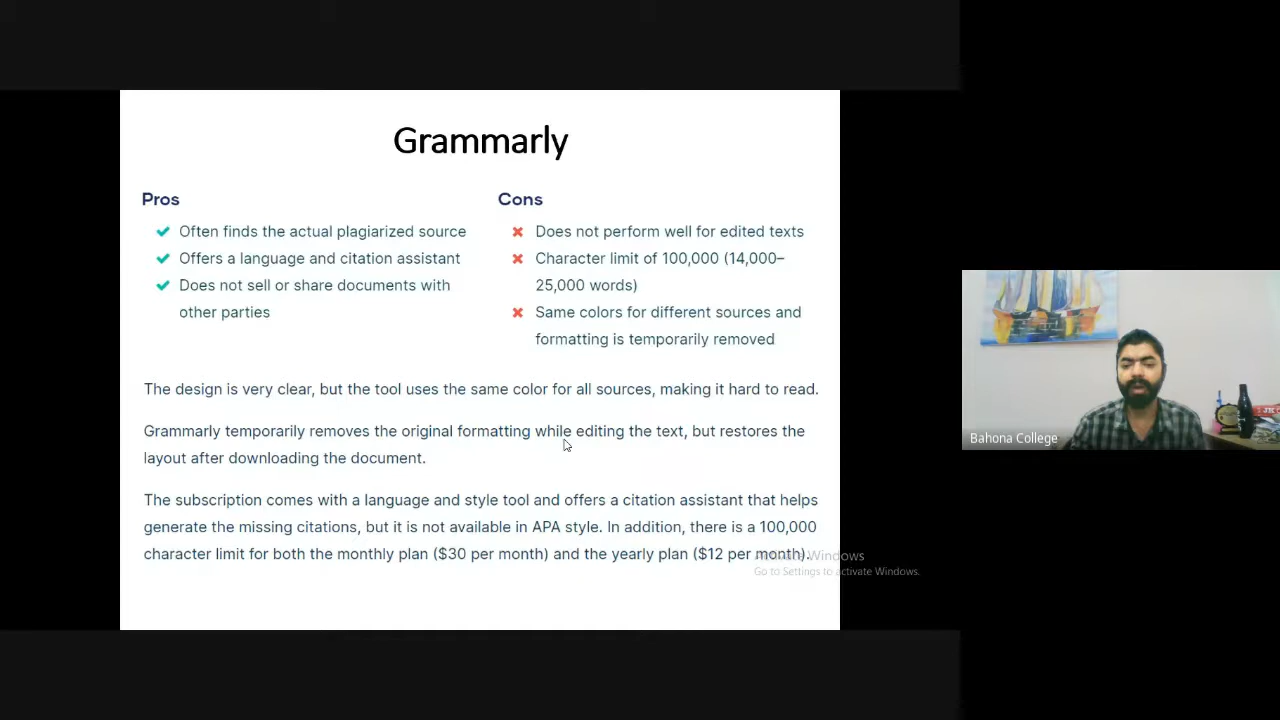 Grammarly
Pros
Often finds the actual plagiarized source
Offers a language and citation assistant
Does not sell or share documents with
other parties
Cons
Does not perform well for edited texts
Character limit of 100,000 (14,000–
25,000 words)
Same colors for different sources and
formatting is temporarily removed
The design is very clear, but the tool uses the same color for all sources, making it hard to read.
Grammarly temporarily removes the original formatting while editing the text, but restores the
layout after downloading the document.
The subscription comes with a language and style tool and offers a citation assistant that helps
generate the missing citations, but it is not available in APA style. In addition, there is a 100,000
character limit for both the monthly plan ($30 per month) and the yearly plan ($12 per month).
Activate Windows
Go to Settings to activate Windows.
Bahona College